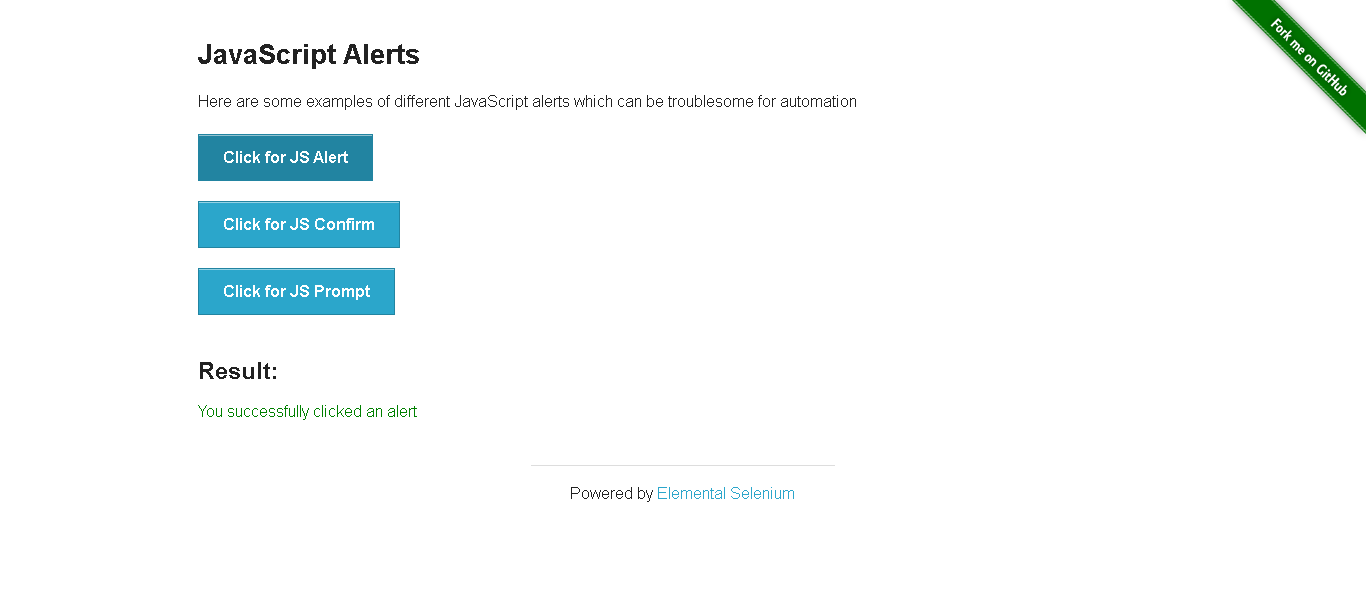 Fork me on GitHub
JavaScript Alerts
Here are some examples of different JavaScript alerts which can be troublesome for automation
Click for JS Alert
Click for JS Confirm
Click for JS Prompt
Result:
You successfully clicked an alert
Powered by Elemental Selenium